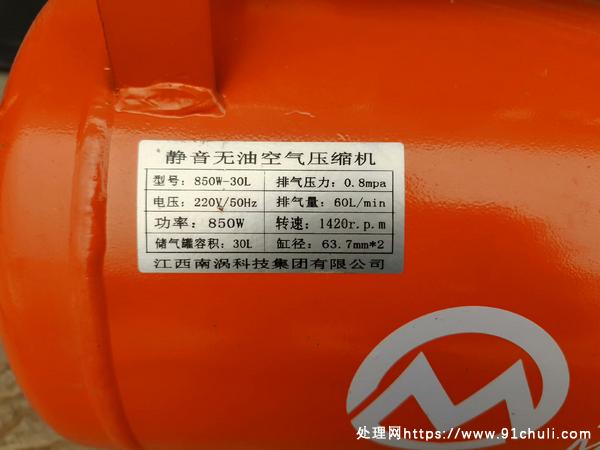 静音无油空气压缩机
型号：850W-30L 排气压力：0.8mpa
电压：220V/50Hz 排气量：60L/min
功率：850W 转速：1420r.p.m
储气罐容积：30L 缸径：63.7mm*2
江西南涡科技集团有限公司
处理网https://www.91chuli.com